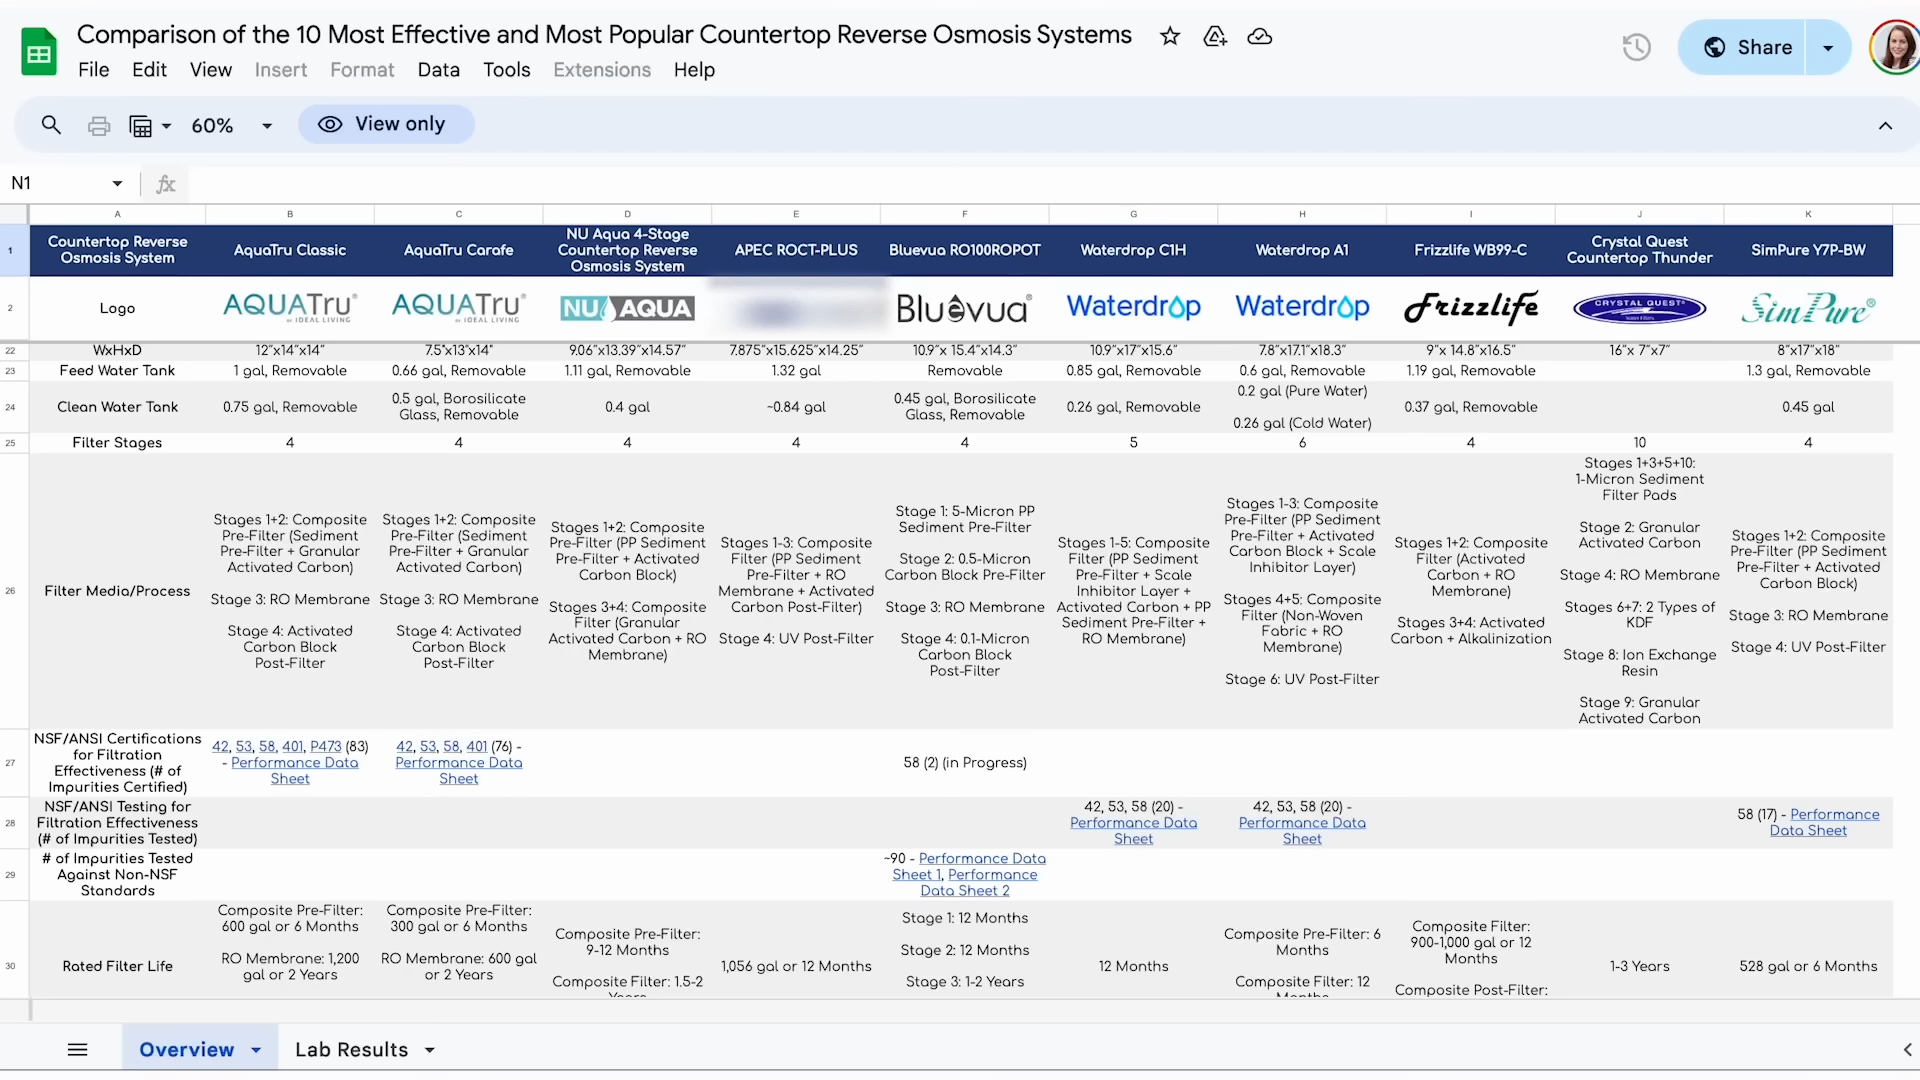 Comparison of the 10 Most Effective and Most Popular Countertop Reverse Osmosis Systems
File Edit View Insert Format Data Tools Extensions Help
Share
60%
View only
N1
fx
A B C D E F G H I J K
1
Countertop Reverse
Osmosis System
AquaTru Classic
AquaTru Carafe
NU Aqua 4-Stage
Countertop Reverse
Osmosis System
APEC ROCT-PLUS
Bluevua RO100ROPOT
Waterdrop C1H
Waterdrop A1
Frizzlife WB99-C
Crystal Quest
Countertop Thunder
SimPure Y7P-BW
2
Logo
AQUATru®
BY IDEAL LIVING
AQUATru®
BY IDEAL LIVING
NU AQUA
Bluevua®
Waterdrop
Waterdrop
Frizzlife
CRYSTAL QUEST®
Water Filters
SimPure®
22
WxHxD
12"x14"x14"
7.5"x13"x14"
9.06"x13.39"x14.57"
7.875"x15.625"x14.25"
10.9"x 15.4"x14.3"
10.9"x17"x15.6"
7.8"x17.1"x18.3"
9"x 14.8"x16.5"
16"x 7"x7"
8"x17"x18"
23
Feed Water Tank
1 gal, Removable
0.66 gal, Removable
1.11 gal, Removable
1.32 gal
Removable
0.85 gal, Removable
0.6 gal, Removable
1.19 gal, Removable
1.3 gal, Removable
24
Clean Water Tank
0.75 gal, Removable
0.5 gal, Borosilicate
Glass, Removable
0.4 gal
~0.84 gal
0.45 gal, Borosilicate
Glass, Removable
0.26 gal, Removable
0.2 gal (Pure Water)
0.26 gal (Cold Water)
0.37 gal, Removable
0.45 gal
25
Filter Stages
4
4
4
4
4
5
6
4
10
4
26
Filter Media/Process
Stages 1+2: Composite
Pre-Filter (Sediment
Pre-Filter + Granular
Activated Carbon)
Stage 3: RO Membrane
Stage 4: Activated
Carbon Block
Post-Filter
Stages 1+2: Composite
Pre-Filter (Sediment
Pre-Filter + Granular
Activated Carbon)
Stage 3: RO Membrane
Stage 4: Activated
Carbon Block
Post-Filter
Stages 1+2: Composite
Pre-Filter (PP Sediment
Pre-Filter + Activated
Carbon Block)
Stages 3+4: Composite
Filter (Granular
Activated Carbon + RO
Membrane)
Stages 1-3: Composite
Filter (PP Sediment
Pre-Filter + RO
Membrane + Activated
Carbon Post-Filter)
Stage 4: UV Post-Filter
Stage 1: 5-Micron PP
Sediment Pre-Filter
Stage 2: 0.5-Micron
Carbon Block Pre-Filter
Stage 3: RO Membrane
Stage 4: 0.1-Micron
Carbon Block
Post-Filter
Stages 1-5: Composite
Filter (PP Sediment
Pre-Filter + Scale
Inhibitor Layer +
Activated Carbon + PP
Sediment Pre-Filter +
RO Membrane)
Stages 1-3: Composite
Pre-Filter (PP Sediment
Pre-Filter + Activated
Carbon Block + Scale
Inhibitor Layer)
Stages 4+5: Composite
Filter (Non-Woven
Fabric + RO
Membrane)
Stage 6: UV Post-Filter
Stages 1+2: Composite
Filter (Activated
Carbon + RO
Membrane)
Stages 3+4: Activated
Carbon + Alkalinization
Stages 1+3+5+10:
1-Micron Sediment
Filter Pads
Stage 2: Granular
Activated Carbon
Stage 4: RO Membrane
Stages 6+7: 2 Types of
KDF
Stage 8: Ion Exchange
Resin
Stage 9: Granular
Activated Carbon
Stages 1+2: Composite
Pre-Filter (PP Sediment
Pre-Filter + Activated
Carbon Block)
Stage 3: RO Membrane
Stage 4: UV Post-Filter
27
NSF/ANSI Certifications
for Filtration
Effectiveness (# of
Impurities Certified)
42, 53, 58, 401, P473 (83)
- Performance Data
Sheet
42, 53, 58, 401 (76) -
Performance Data
Sheet
58 (2) (in Progress)
28
NSF/ANSI Testing for
Filtration Effectiveness
(# of Impurities Tested)
42, 53, 58 (20) -
Performance Data
Sheet
42, 53, 58 (20) -
Performance Data
Sheet
58 (17) - Performance
Data Sheet
29
# of Impurities Tested
Against Non-NSF
Standards
~90 - Performance Data
Sheet 1, Performance
Data Sheet 2
30
Rated Filter Life
Composite Pre-Filter:
600 gal or 6 Months
RO Membrane: 1,200
gal or 2 Years
Composite Pre-Filter:
300 gal or 6 Months
RO Membrane: 600 gal
or 2 Years
Composite Pre-Filter:
9-12 Months
Composite Filter: 1.5-2
Years
1,056 gal or 12 Months
Stage 1: 12 Months
Stage 2: 12 Months
Stage 3: 1-2 Years
12 Months
Composite Pre-Filter: 6
Months
Composite Filter: 12
Months
Composite Filter:
900-1,000 gal or 12
Months
Composite Post-Filter:
1-3 Years
528 gal or 6 Months
Overview
Lab Results